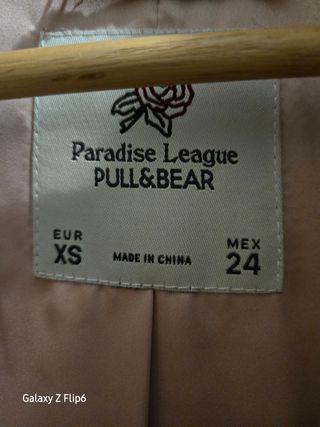 Paradise League
PULL&BEAR
EUR
XS
MADE IN CHINA
MEX
24
Galaxy Z Flip6